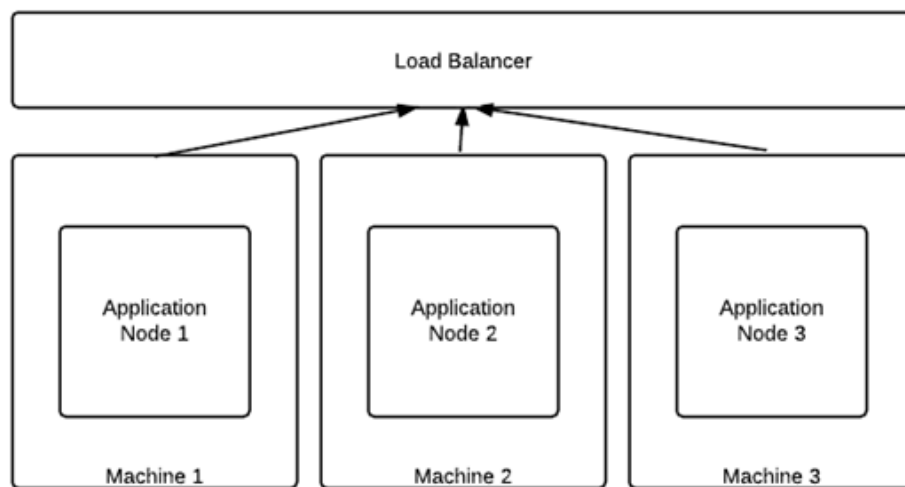 Load Balancer
Application
Node 1
Application
Node 2
Application
Node 3
Machine 1
Machine 2
Machine 3